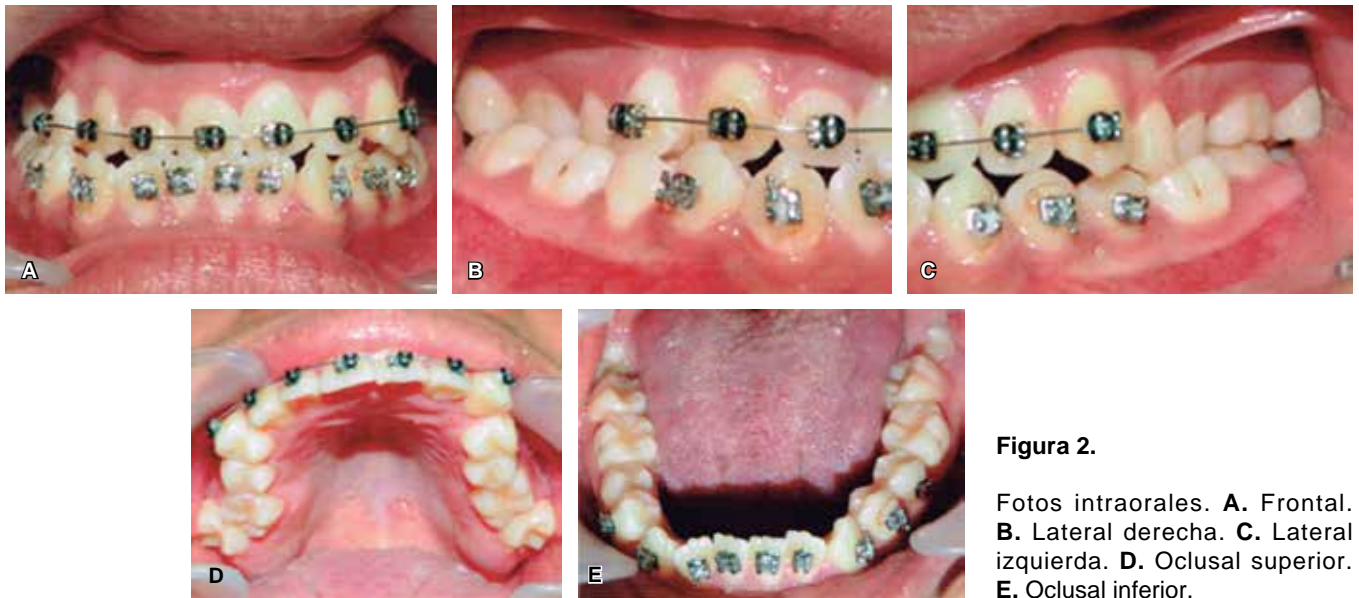 A
B
C
D
E
Figura 2.
Fotos intraorales. A. Frontal.
B. Lateral derecha. C. Lateral
izquierda. D. Oclusal superior.
E. Oclusal inferior.